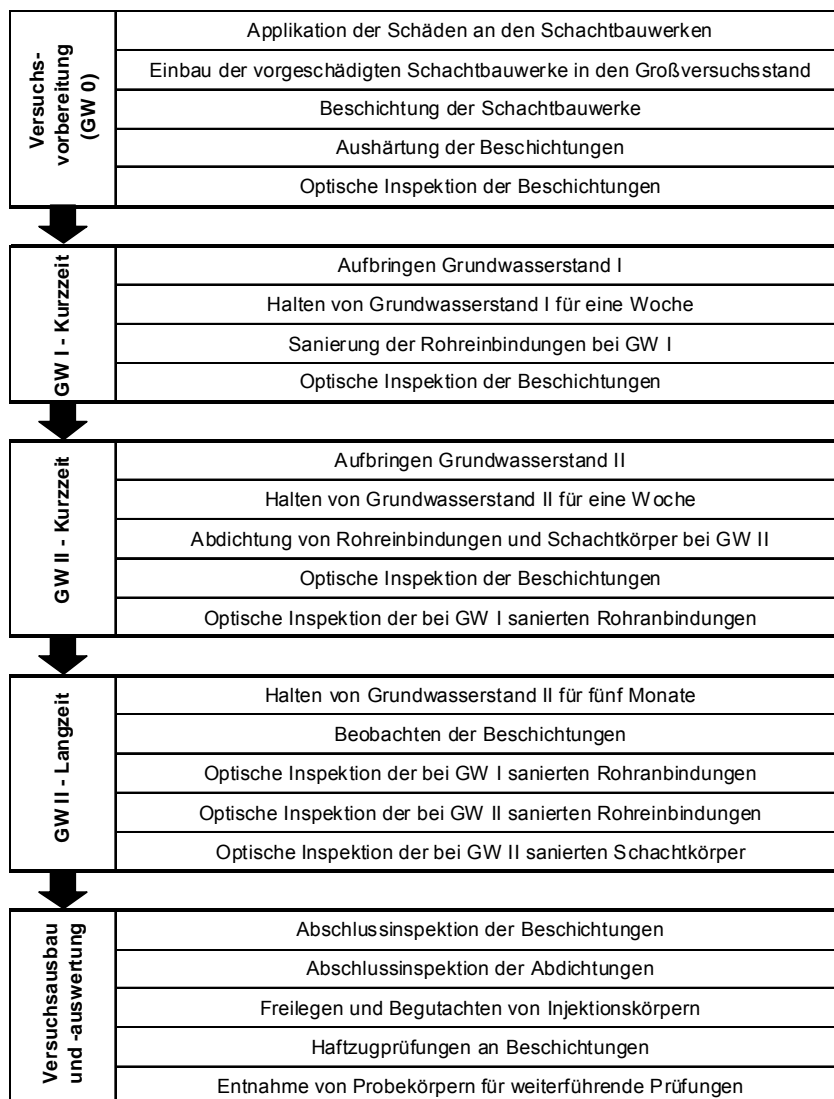 Versuchs-
vorbereitung
(GW 0)
Applikation der Schäden an den Schachtbauwerken
Einbau der vorgeschädigten Schachtbauwerke in den Großversuchsstand
Beschichtung der Schachtbauwerke
Aushärtung der Beschichtungen
Optische Inspektion der Beschichtungen
GW I - Kurzzeit
Aufbringen Grundwasserstand I
Halten von Grundwasserstand I für eine Woche
Sanierung der Rohreinbindungen bei GW I
Optische Inspektion der Beschichtungen
GW II - Kurzzeit
Aufbringen Grundwasserstand II
Halten von Grundwasserstand II für eine Woche
Abdichtung von Rohreinbindungen und Schachtkörper bei GW II
Optische Inspektion der Beschichtungen
Optische Inspektion der bei GW I sanierten Rohranbindungen
GW II - Langzeit
Halten von Grundwasserstand II für fünf Monate
Beobachten der Beschichtungen
Optische Inspektion der bei GW I sanierten Rohranbindungen
Optische Inspektion der bei GW II sanierten Rohreinbindungen
Optische Inspektion der bei GW II sanierten Schachtkörper
Versuchsausbau
und -auswertung
Abschlussinspektion der Beschichtungen
Abschlussinspektion der Abdichtungen
Freilegen und Begutachten von Injektionskörpern
Haftzugprüfungen an Beschichtungen
Entnahme von Probekörpern für weiterführende Prüfungen